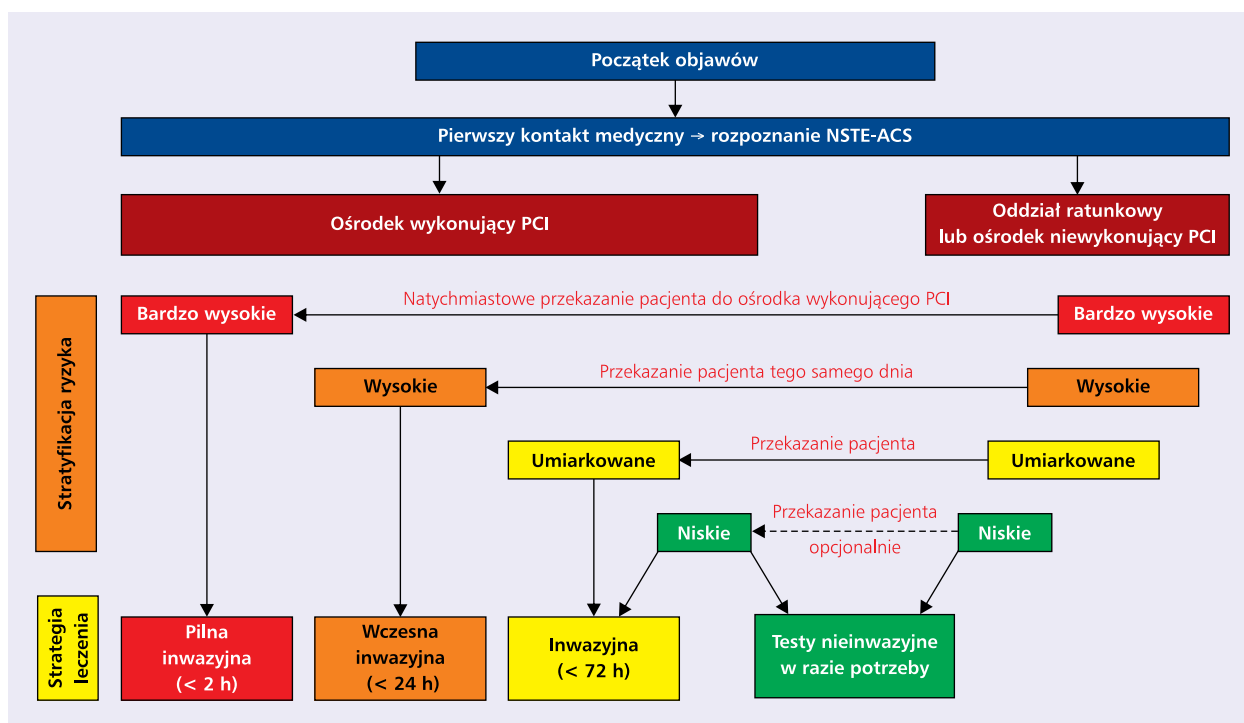 Początek objawów
Pierwszy kontakt medyczny → rozpoznanie NSTE-ACS
Ośrodek wykonujący PCI
Oddział ratunkowy
lub ośrodek niewykonujący PCI
Stratyfikacja ryzyka
Bardzo wysokie
Natychmiastowe przekazanie pacjenta do ośrodka wykonującego PCI
Bardzo wysokie
Wysokie
Przekazanie pacjenta tego samego dnia
Wysokie
Umiarkowane
Przekazanie pacjenta
Umiarkowane
Niskie
Przekazanie pacjenta
opcjonalnie
Niskie
Strategia
leczenia
Pilna
inwazyjna
(< 2 h)
Wczesna
inwazyjna
(< 24 h)
Inwazyjna
(< 72 h)
Testy nieinwazyjne
w razie potrzeby